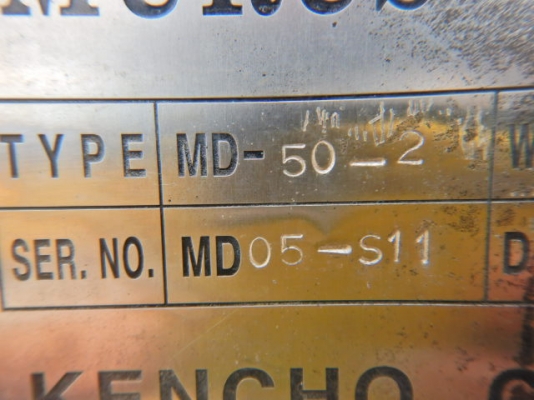 TYPE MD-50-2 W
SER. NO. MD05-S11 D
KENCHO